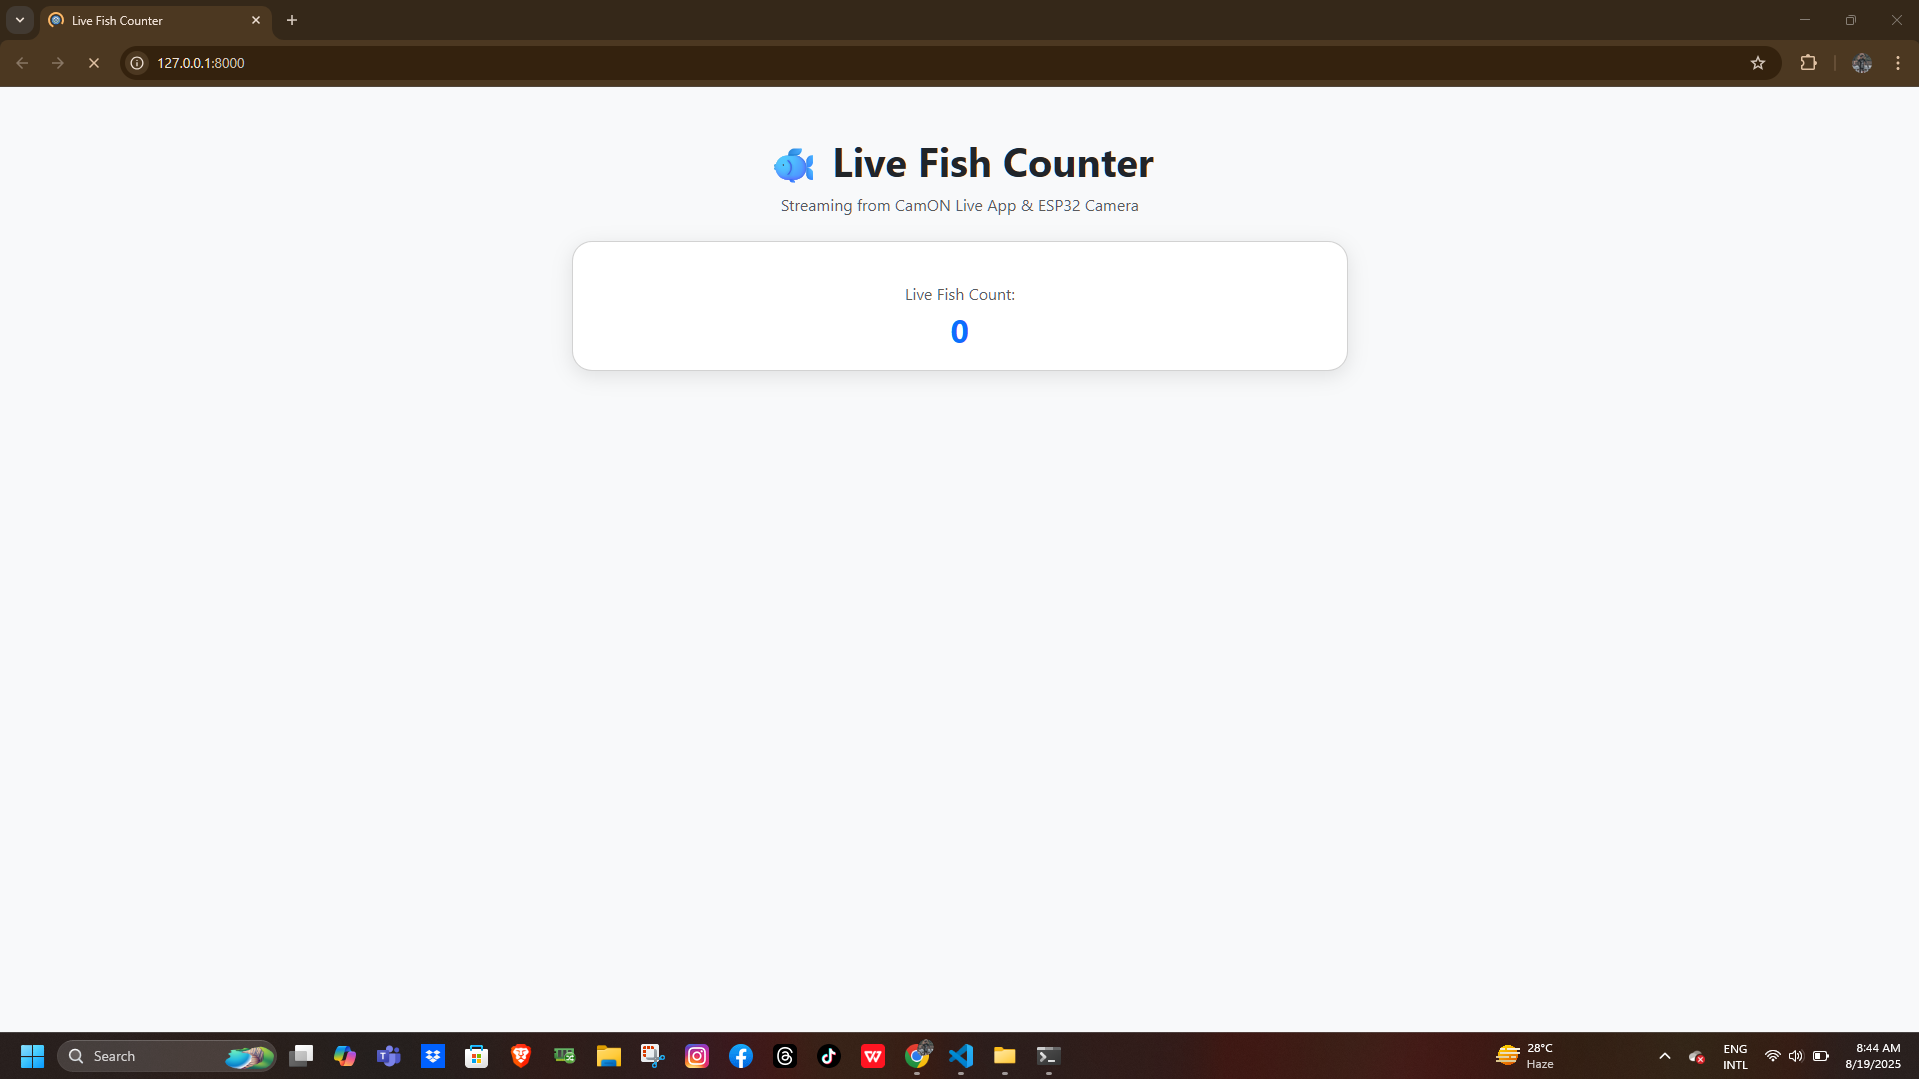 Live Fish Counter
127.0.0.1:8000
Live Fish Counter
Streaming from CamON Live App & ESP32 Camera
Live Fish Count:
0
Search
28°C
Haze
ENG
INTL
8:44 AM
8/19/2025